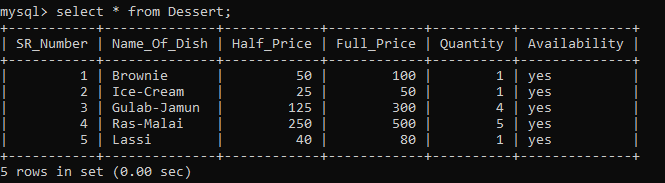 mysql> select * from Dessert;
+-----------+--------------+------------+------------+----------+--------------+
| SR_Number | Name_Of_Dish | Half_Price | Full_Price | Quantity | Availability |
+-----------+--------------+------------+------------+----------+--------------+
|         1 | Brownie      |         50 |        100 |        1 | yes          |
|         2 | Ice-Cream    |         25 |         50 |        1 | yes          |
|         3 | Gulab-Jamun  |        125 |        300 |        4 | yes          |
|         4 | Ras-Malai    |        250 |        500 |        5 | yes          |
|         5 | Lassi        |         40 |         80 |        1 | yes          |
+-----------+--------------+------------+------------+----------+--------------+
5 rows in set (0.00 sec)